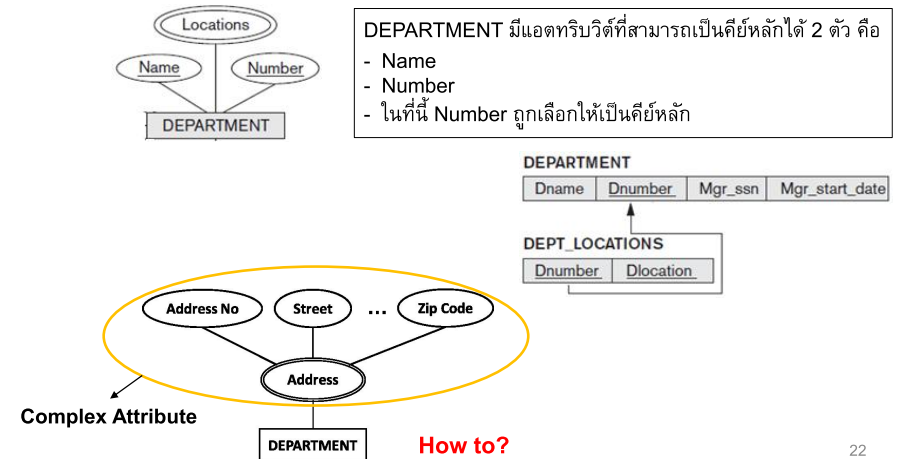 Locations
Name
Number
DEPARTMENT
DEPARTMENT มีแอตทริบิวต์ที่สามารถเป็นคีย์หลักได้ 2 ตัว คือ
- Name
- Number
- ในที่นี้ Number ถูกเลือกให้เป็นคีย์หลัก
DEPARTMENT
Dname Dnumber Mgr_ssn Mgr_start_date
DEPT_LOCATIONS
Dnumber Dlocation
Address No Street ... Zip Code
Address
Complex Attribute
DEPARTMENT
How to?
22